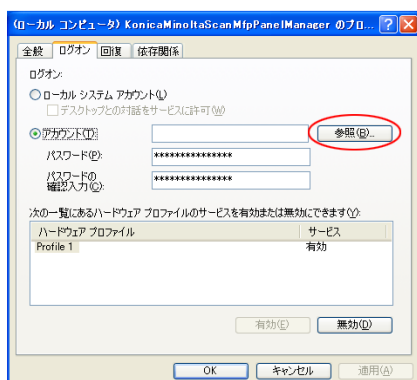 (ローカル コンピュータ) KonicaMinoltaScanMfpPanelManager のプロ...
全般 ログオン 回復 依存関係
ログオン:
ローカル システム アカウント(L)
デスクトップとの対話をサービスに許可(W)
アカウント(T): 参照(B)...
パスワード(P): ***************
パスワードの
確認入力(C): ***************
次の一覧にあるハードウェア プロファイルのサービスを有効または無効にできます(Y):
ハードウェア プロファイル サービス
Profile 1 有効
有効(E) 無効(D)
OK キャンセル 適用(A)